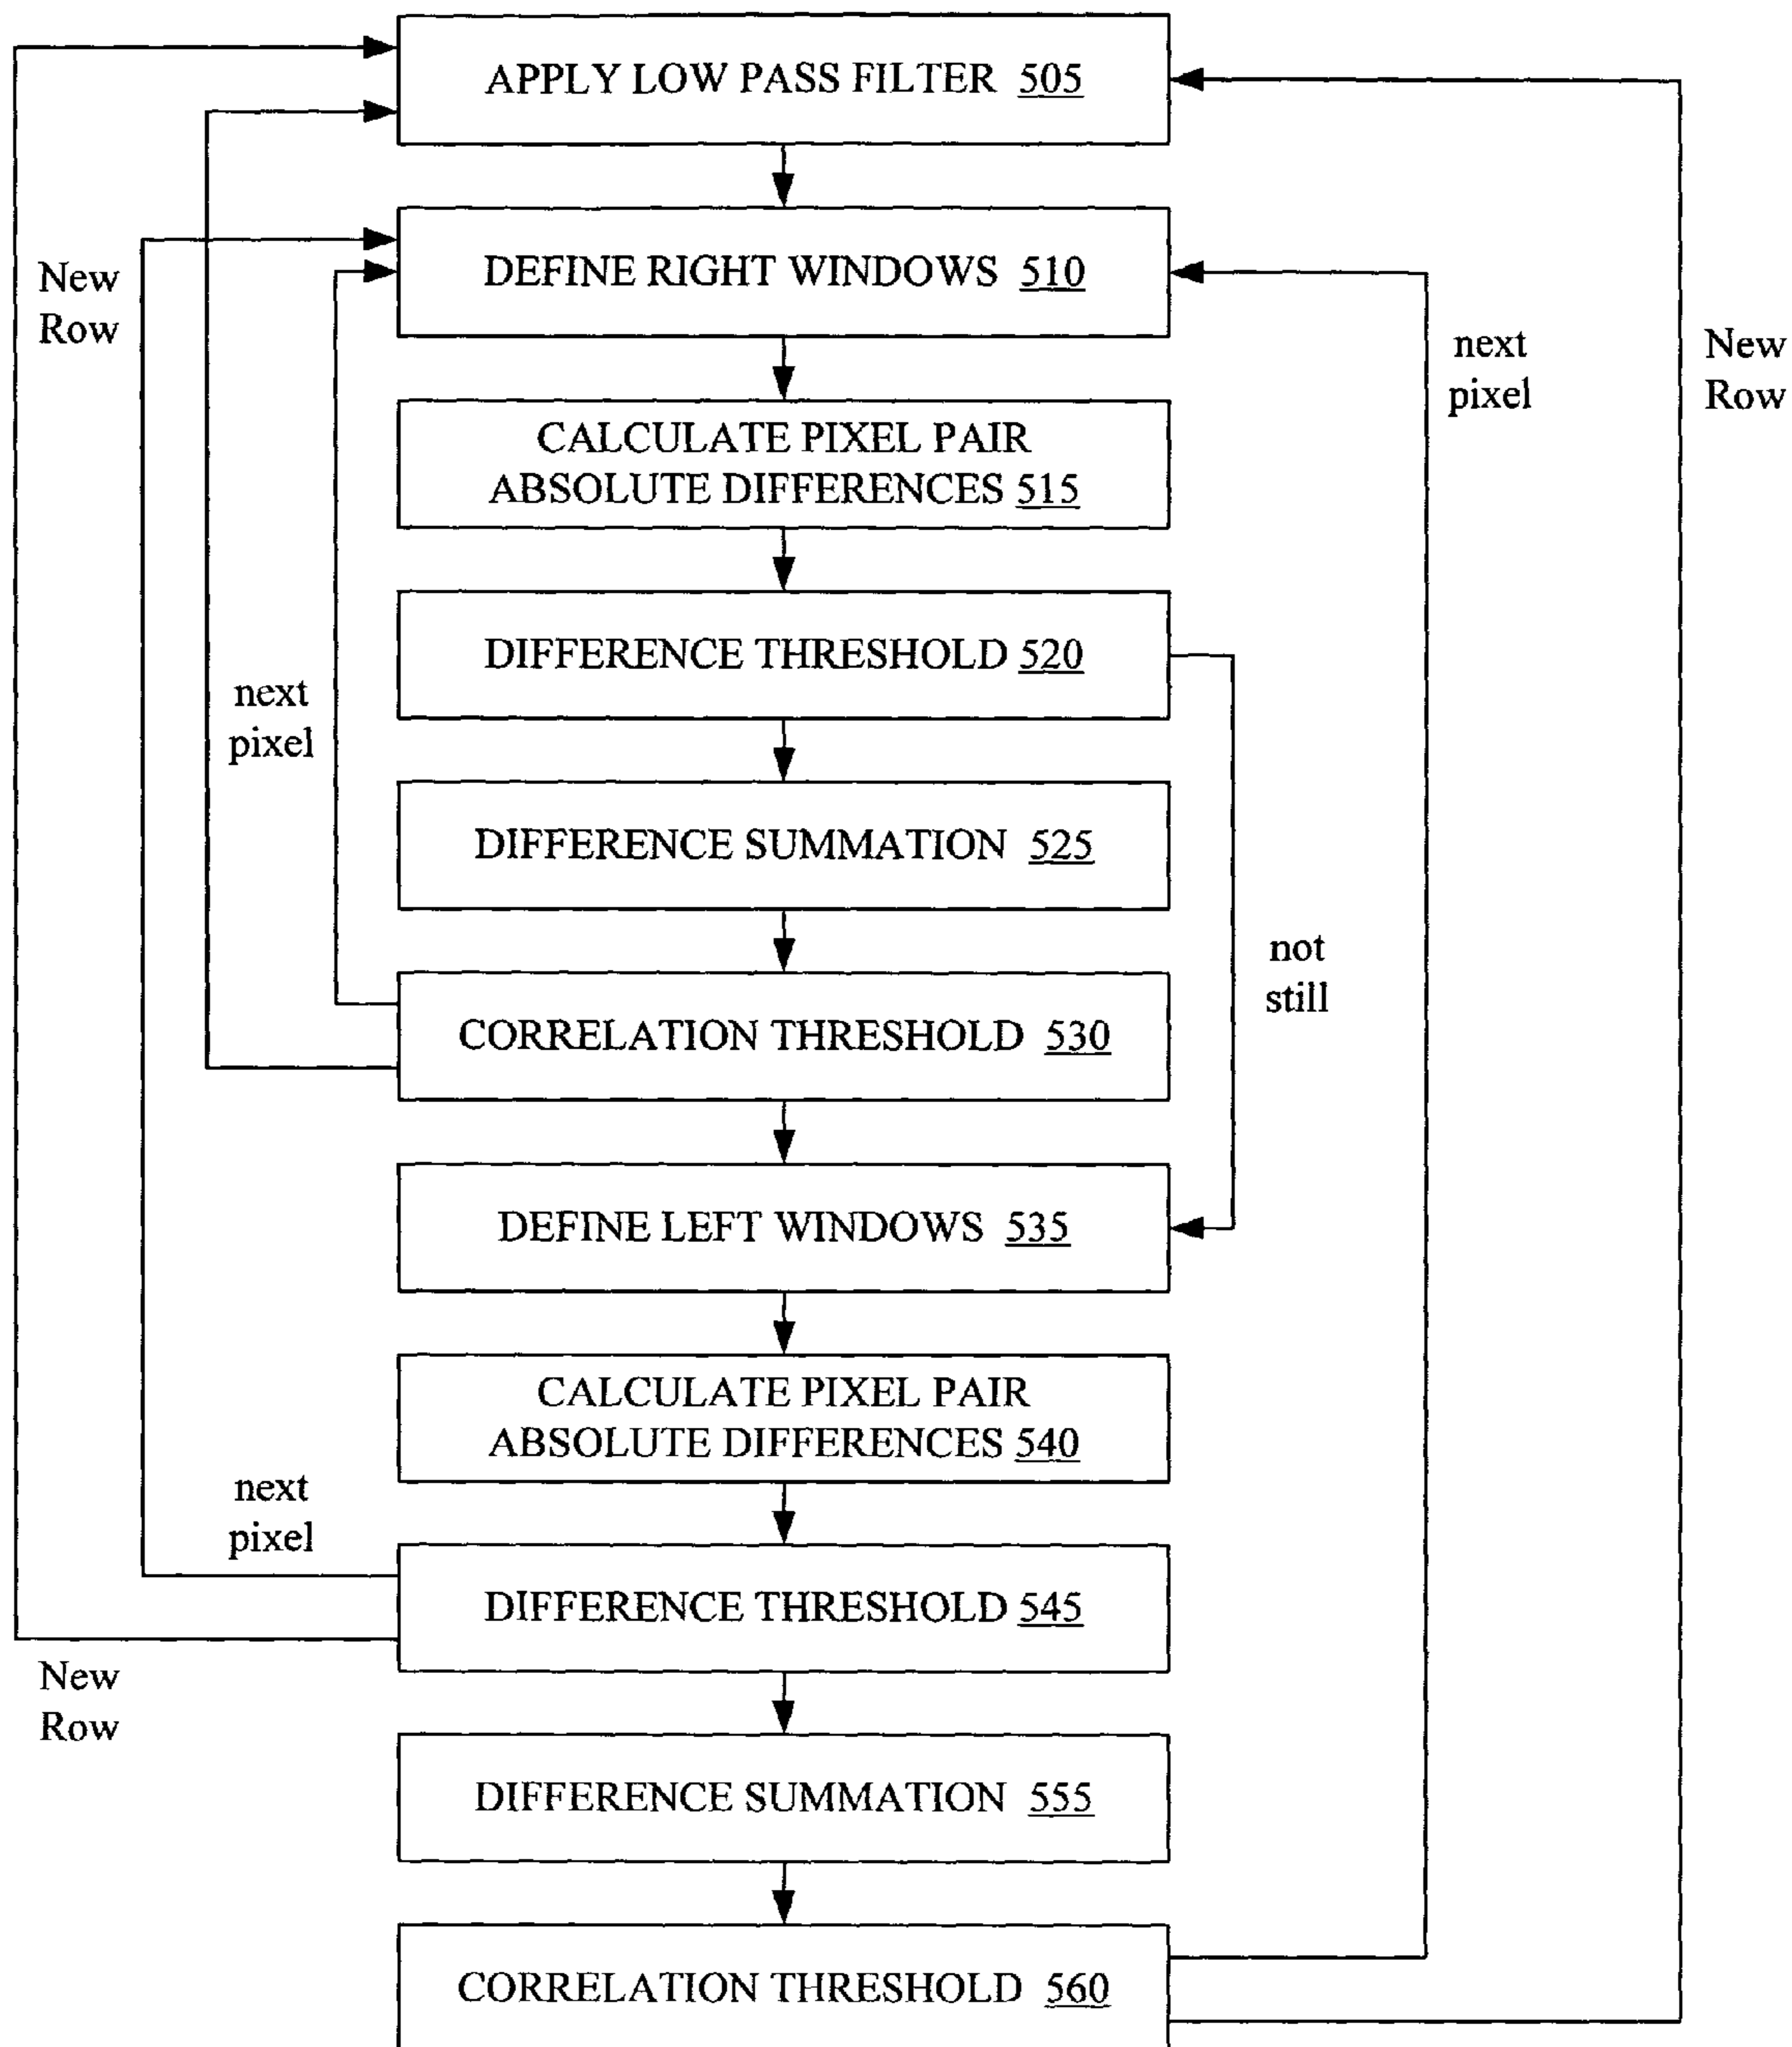 APPLY LOW PASS FILTER 505
DEFINE RIGHT WINDOWS 510
New
Row
next
pixel
New
Row
CALCULATE PIXEL PAIR
ABSOLUTE DIFFERENCES 515
DIFFERENCE THRESHOLD 520
next
pixel
DIFFERENCE SUMMATION 525
not
still
CORRELATION THRESHOLD 530
DEFINE LEFT WINDOWS 535
CALCULATE PIXEL PAIR
ABSOLUTE DIFFERENCES 540
next
pixel
DIFFERENCE THRESHOLD 545
New
Row
DIFFERENCE SUMMATION 555
CORRELATION THRESHOLD 560